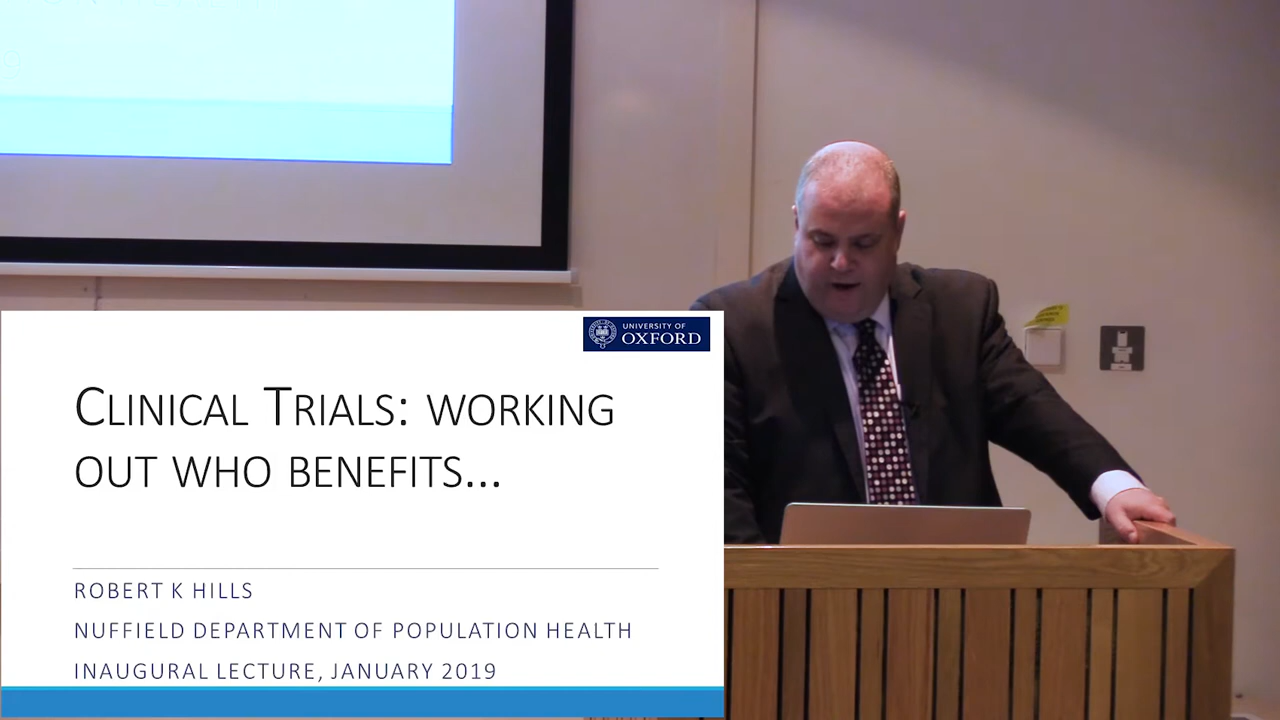 UNIVERSITY OF
OXFORD
CLINICAL TRIALS: WORKING
OUT WHO BENEFITS...
ROBERT K HILLS
NUFFIELD DEPARTMENT OF POPULATION HEALTH
INAUGURAL LECTURE, JANUARY 2019